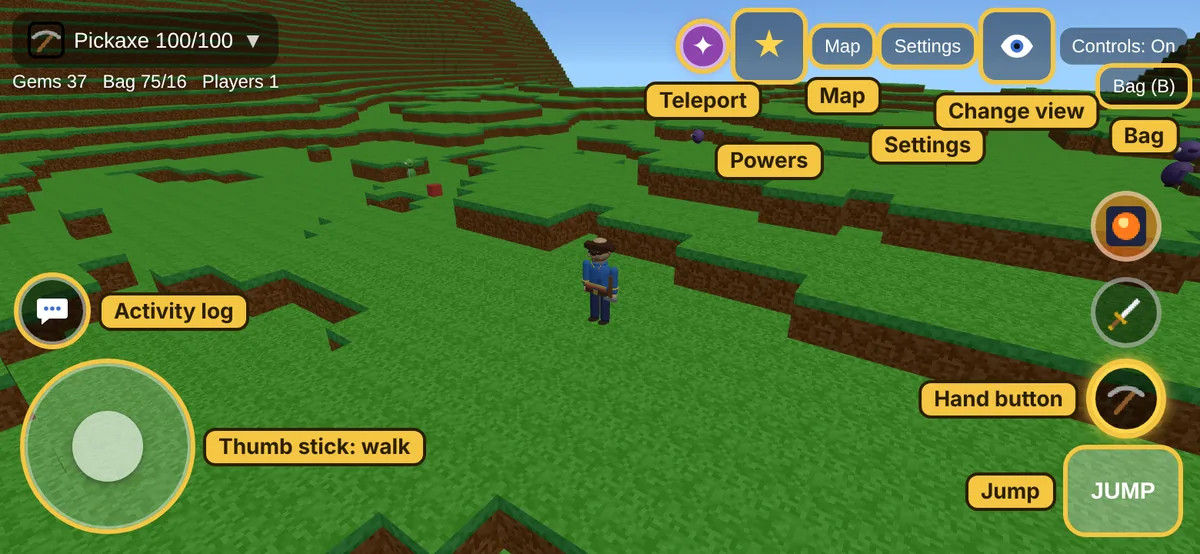 Pickaxe 100/100 ▼
Gems 37 Bag 75/16 Players 1
Map
Settings
Controls: On
Bag (B)
Teleport
Map
Change view
Bag
Powers
Settings
Activity log
Hand button
Thumb stick: walk
Jump
JUMP